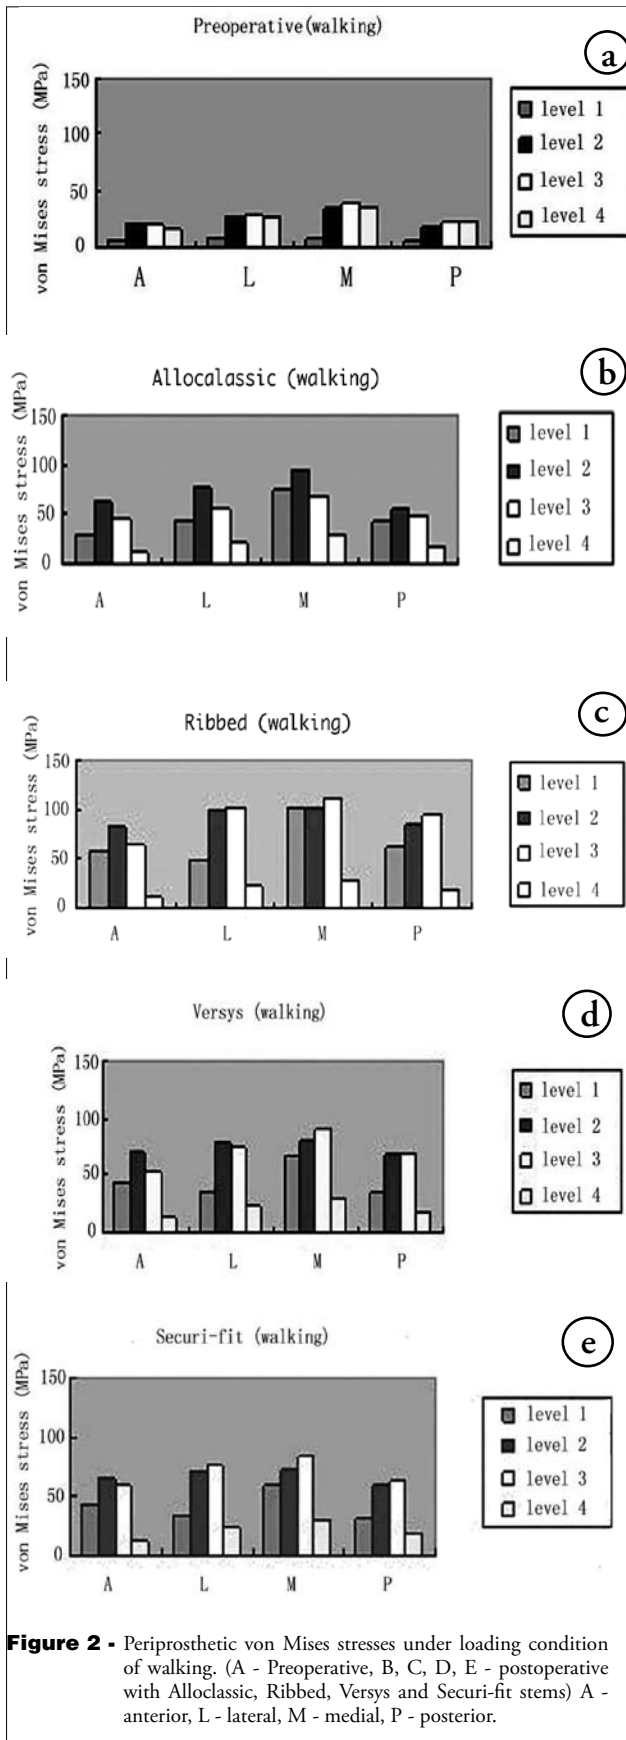 Preoperative(walking)
a
von Mises stress (MPa)
150
100
50
0
A L M P
level 1
level 2
level 3
level 4
Allocalassic (walking)
b
von Mises stress (MPa)
150
100
50
0
A L M P
level 1
level 2
level 3
level 4
Ribbed (walking)
c
von Mises stress (MPa)
150
100
50
0
A L M P
level 1
level 2
level 3
level 4
Versys (walking)
d
von Mises stress (MPa)
150
100
50
0
A L M P
level 1
level 2
level 3
level 4
Securi-fit (walking)
e
von Mises stress (MPa)
150
100
50
0
A L M P
level 1
level 2
level 3
level 4
Figure 2 - Periprosthetic von Mises stresses under loading condition
of walking. (A - Preoperative, B, C, D, E - postoperative
with Alloclassic, Ribbed, Versys and Securi-fit stems) A -
anterior, L - lateral, M - medial, P - posterior.